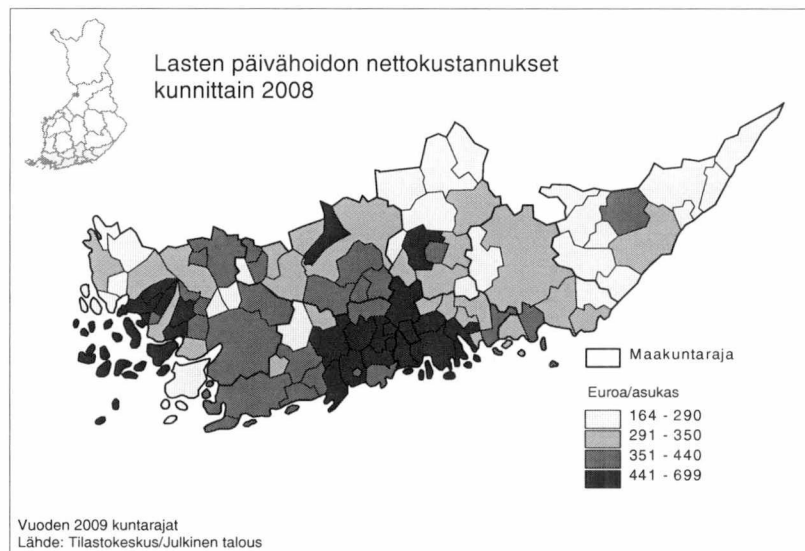 Lasten päivähoidon nettokustannukset
kunnittain 2008
Maakuntaraja
Euroa/asukas
164 - 290
291 - 350
351 - 440
441 - 699
Vuoden 2009 kuntarajat
Lähde: Tilastokeskus/Julkinen talous